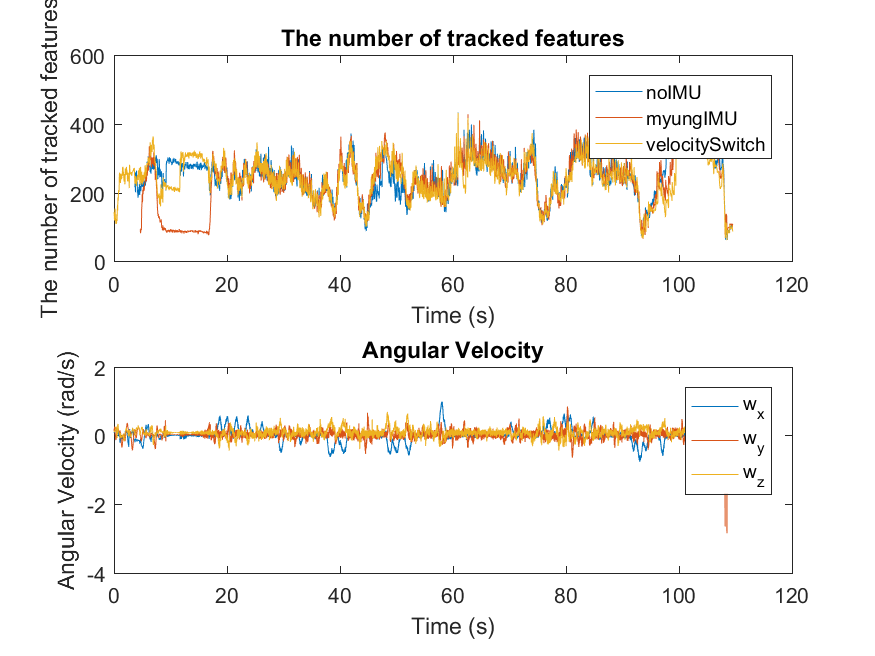 The number of tracked features
The number of tracked features
600
400
200
0
noIMU
myungIMU
velocitySwitch
0 20 40 60 80 100 120
Time (s)
Angular Velocity
Angular Velocity (rad/s)
2
0
-2
-4
wx
wy
wz
0 20 40 60 80 100 120
Time (s)